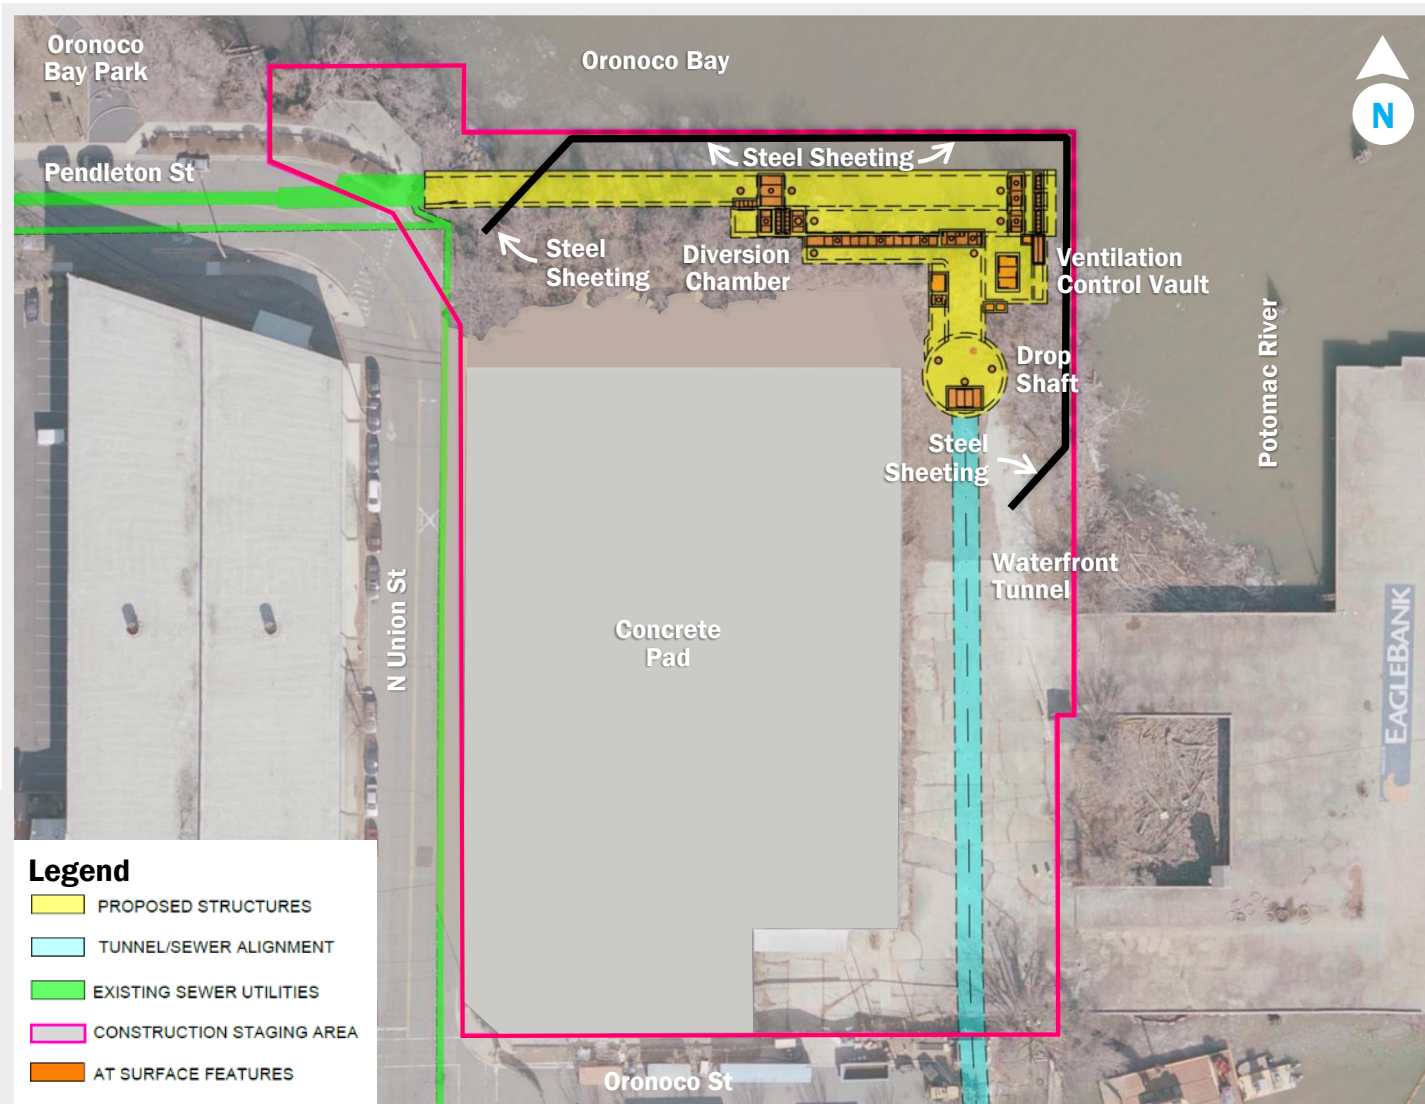 Oronoco
Bay Park
Oronoco Bay
N
Pendleton St
Steel Sheeting
Steel
Sheeting
Diversion
Chamber
Ventilation
Control Vault
Drop
Shaft
Potomac River
Steel
Sheeting
Waterfront
Tunnel
N Union St
Concrete
Pad
EAGLEBANK
Legend
PROPOSED STRUCTURES
TUNNEL/SEWER ALIGNMENT
EXISTING SEWER UTILITIES
CONSTRUCTION STAGING AREA
AT SURFACE FEATURES
Oronoco St